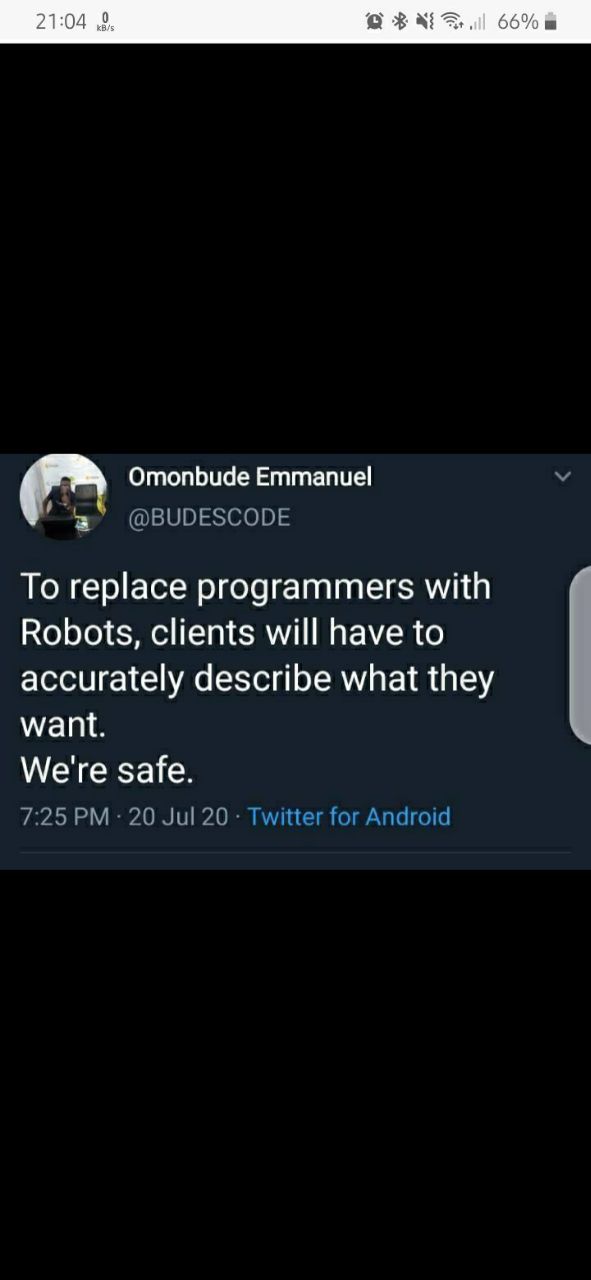 21:04 0 KB/s 66%
Omonbude Emmanuel
@BUDESCODE
To replace programmers with
Robots, clients will have to
accurately describe what they
want.
We're safe.
7:25 PM · 20 Jul 20 · Twitter for Android